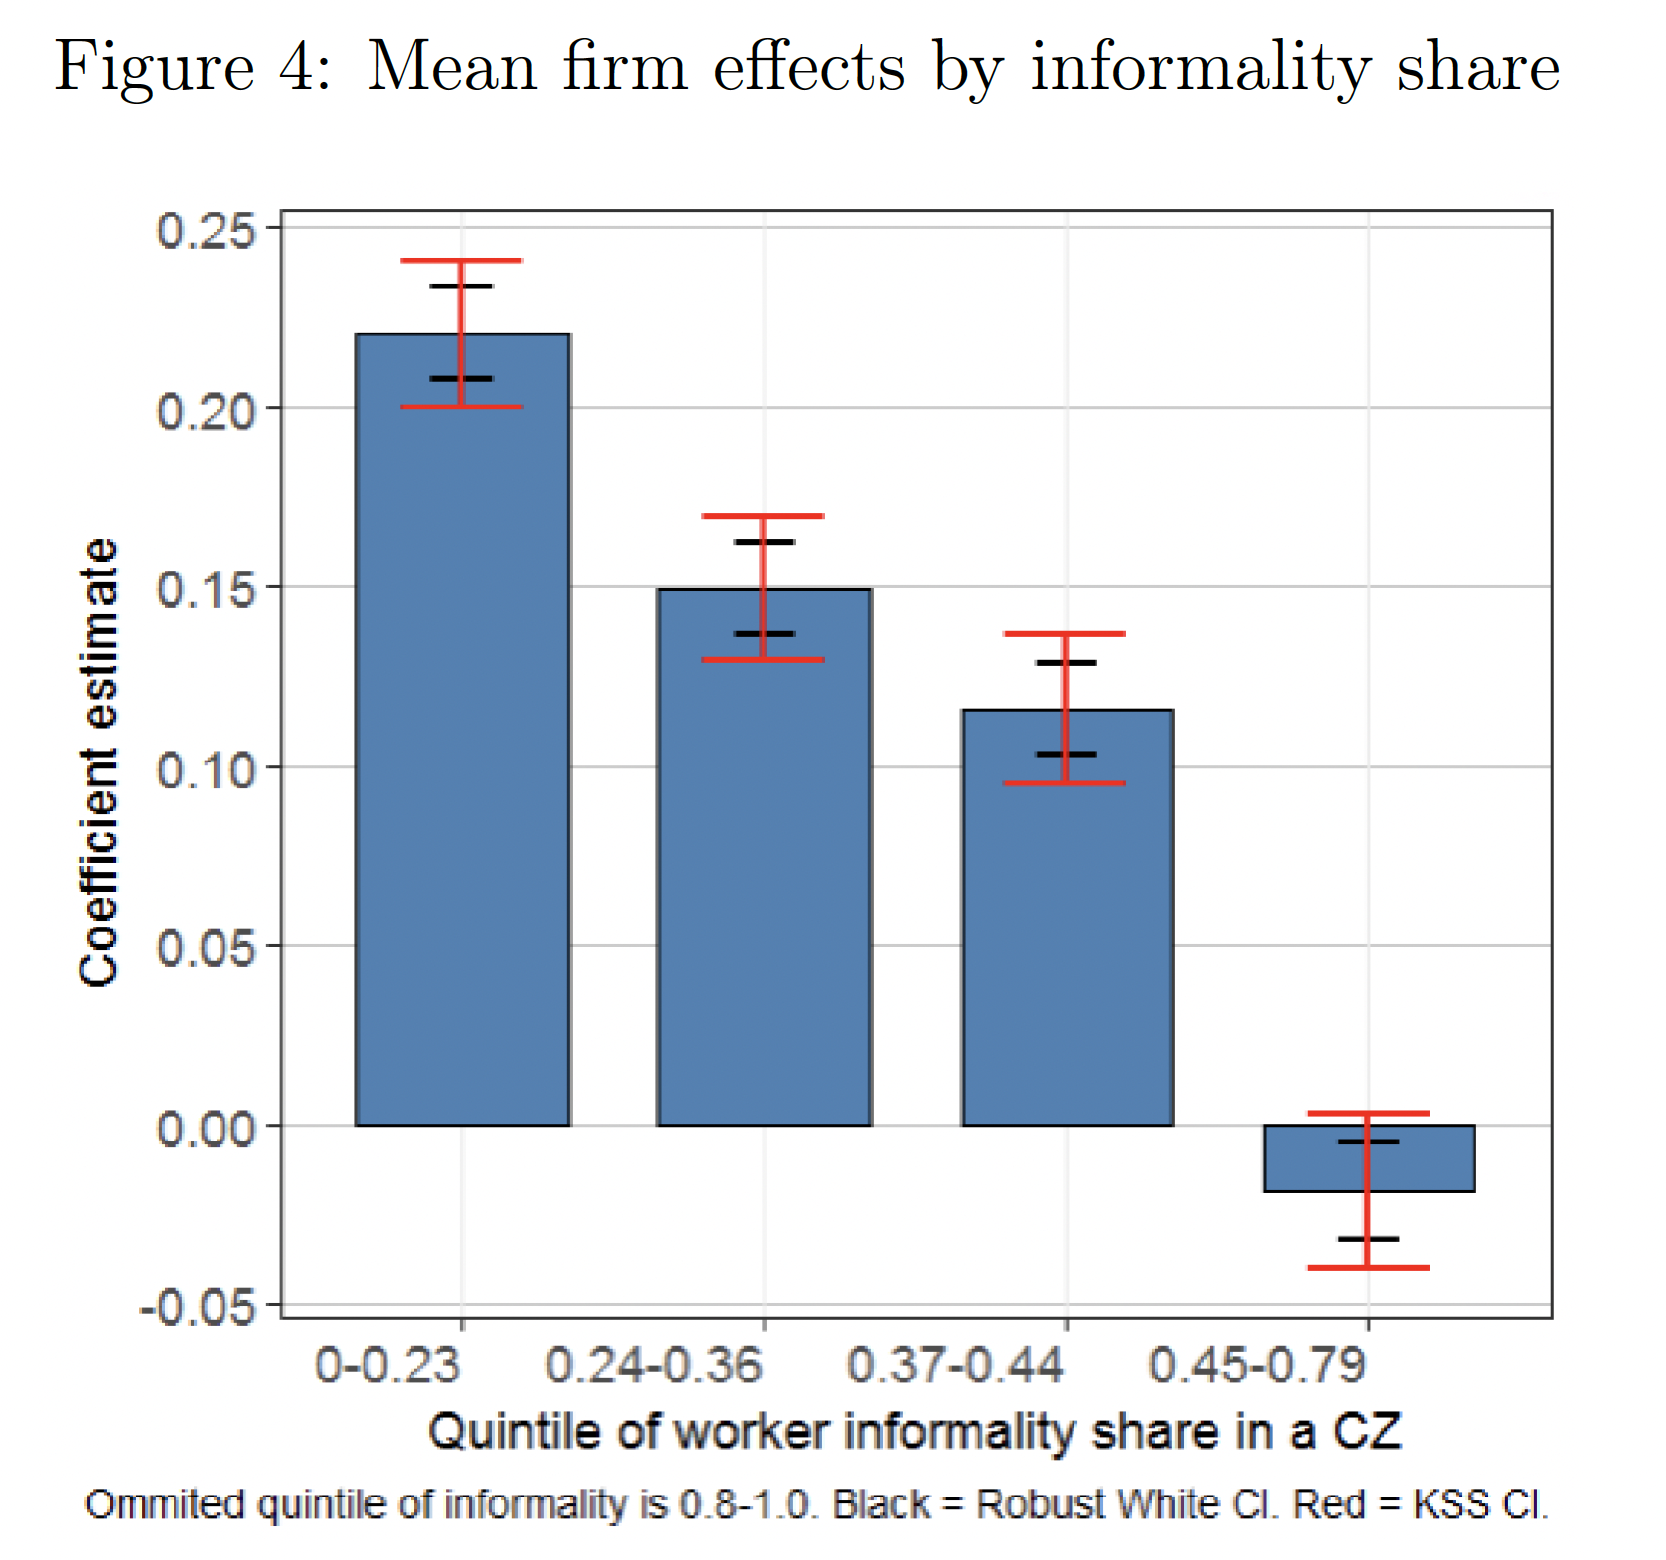 Figure 4: Mean firm effects by informality share
0.25
0.20
0.15
0.10
0.05
0.00
-0.05
Coefficient estimate
0-0.23 0.24-0.36 0.37-0.44 0.45-0.79
Quintile of worker informality share in a CZ
Ommited quintile of informality is 0.8-1.0. Black = Robust White CI. Red = KSS CI.